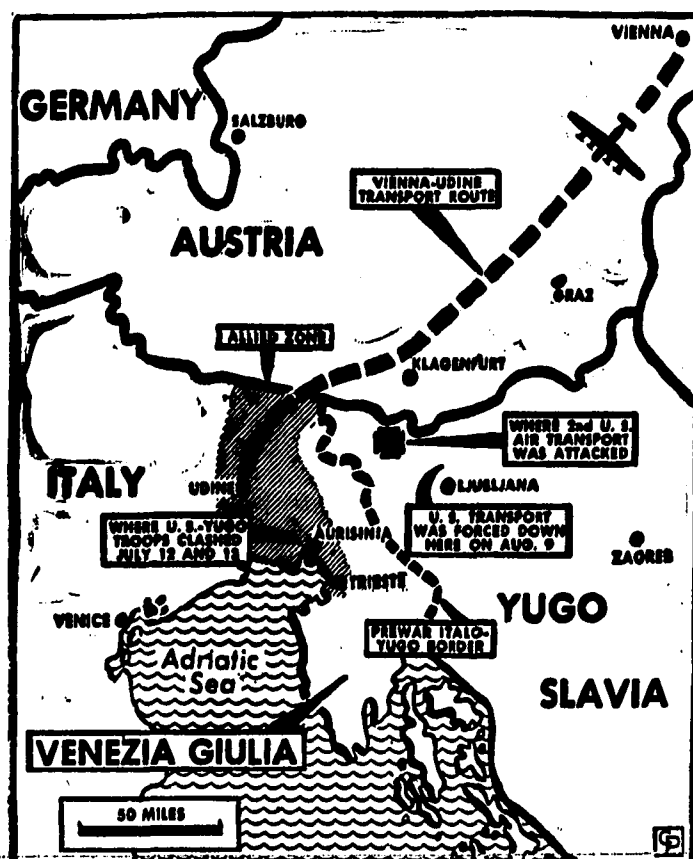 VIENNA
GERMANY
SALZBURG
VIENNA-UDINE
TRANSPORT ROUTE
AUSTRIA
GRAZ
ALLIED ZONE
KLAGENFURT
WHERE 2nd U. S.
AIR TRANSPORT
WAS ATTACKED
ITALY
UDINE
LJUBLJANA
WHERE U. S.-YUGO
TROOPS CLASHED
JULY 12 AND 13
AURISINIA
U. S. TRANSPORT
WAS FORCED DOWN
HERE ON AUG. 9
ZAGREB
TRIESTE
VENICE
YUGO
SLAVIA
PREWAR ITALO-
YUGO BORDER
Adriatic
Sea
VENEZIA GIULIA
50 MILES
CP